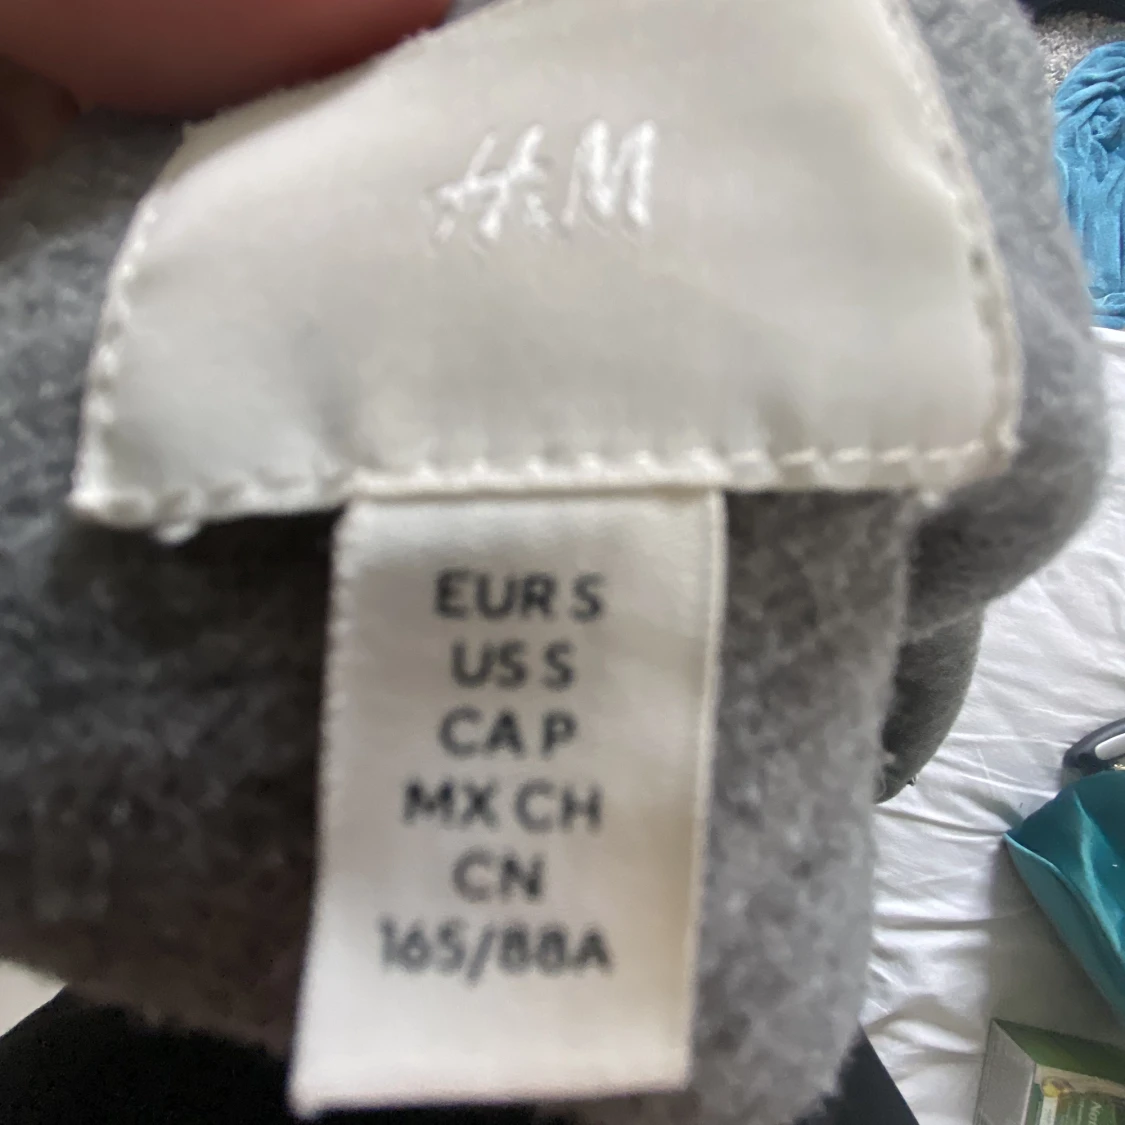 H&M
EUR S
US S
CA P
MX CH
CN
165/88A